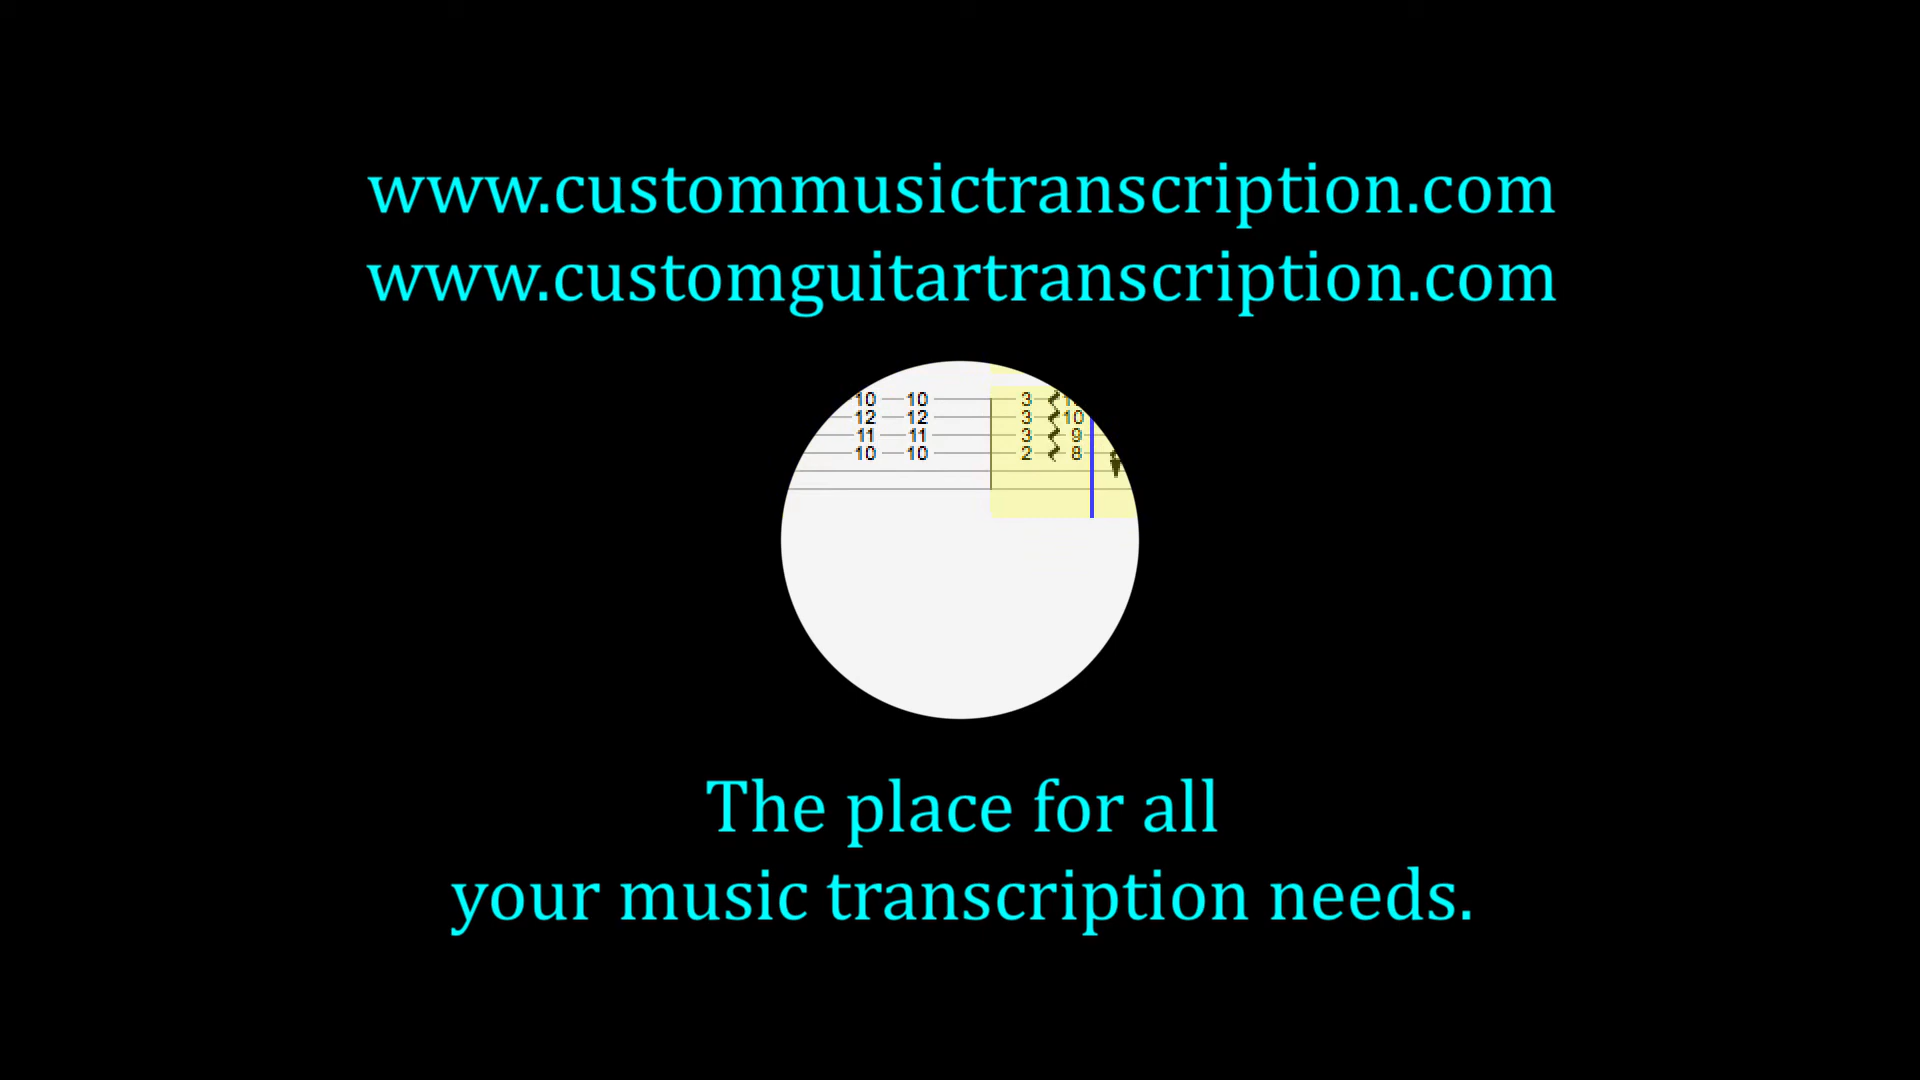 www.custommusictranscription.com
www.customguitartranscription.com
10 10 3
12 12 3 10
11 11 3 9
10 10 2 8
The place for all
your music transcription needs.